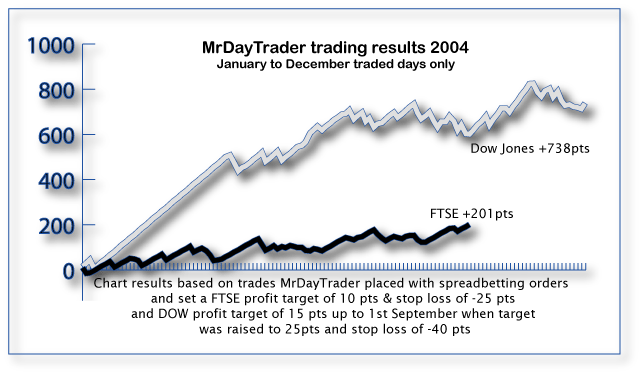 MrDayTrader trading results 2004
January to December traded days only
1000
800
600
400
200
0
Dow Jones +738pts
FTSE +201pts
Chart results based on trades MrDayTrader placed with spreadbetting orders
and set a FTSE profit target of 10 pts & stop loss of -25 pts
and DOW profit target of 15 pts up to 1st September when target
was raised to 25pts and stop loss of -40 pts